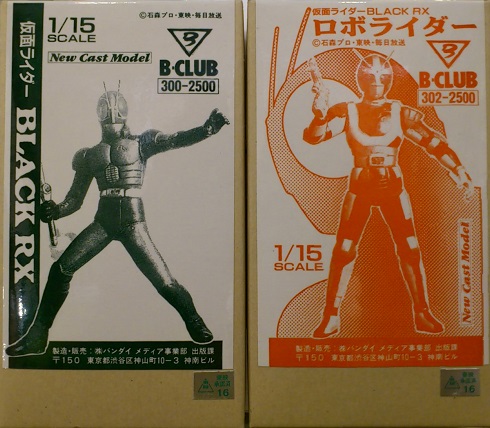 仮面ライダー BLACK RX
1/15
SCALE
New Cast Model
©石森プロ・東映・毎日放送
B-CLUB
300-2500
製造・販売：㈱バンダイ メディア事業部 出版課
〒150 東京都渋谷区神山町10-3 神南ビル
16
仮面ライダーBLACK RX
ロボライダー
©石森プロ・東映・毎日放送
B-CLUB
302-2500
1/15
SCALE
New Cast Model
製造・販売：㈱バンダイ メディア事業部 出版課
〒150 東京都渋谷区神山町10-3 神南ビル
16